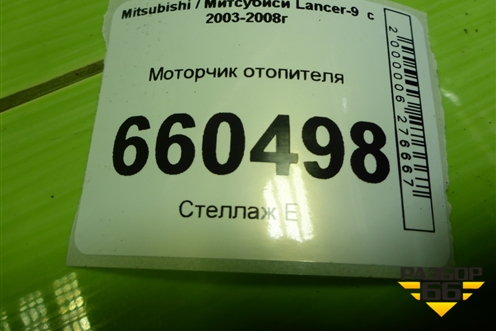 Mitsubishi / Митсубиси Lancer-9 с
2003-2008г
Моторчик отопителя
660498
Стеллаж Е
2000006276667
РАЗБОР
66